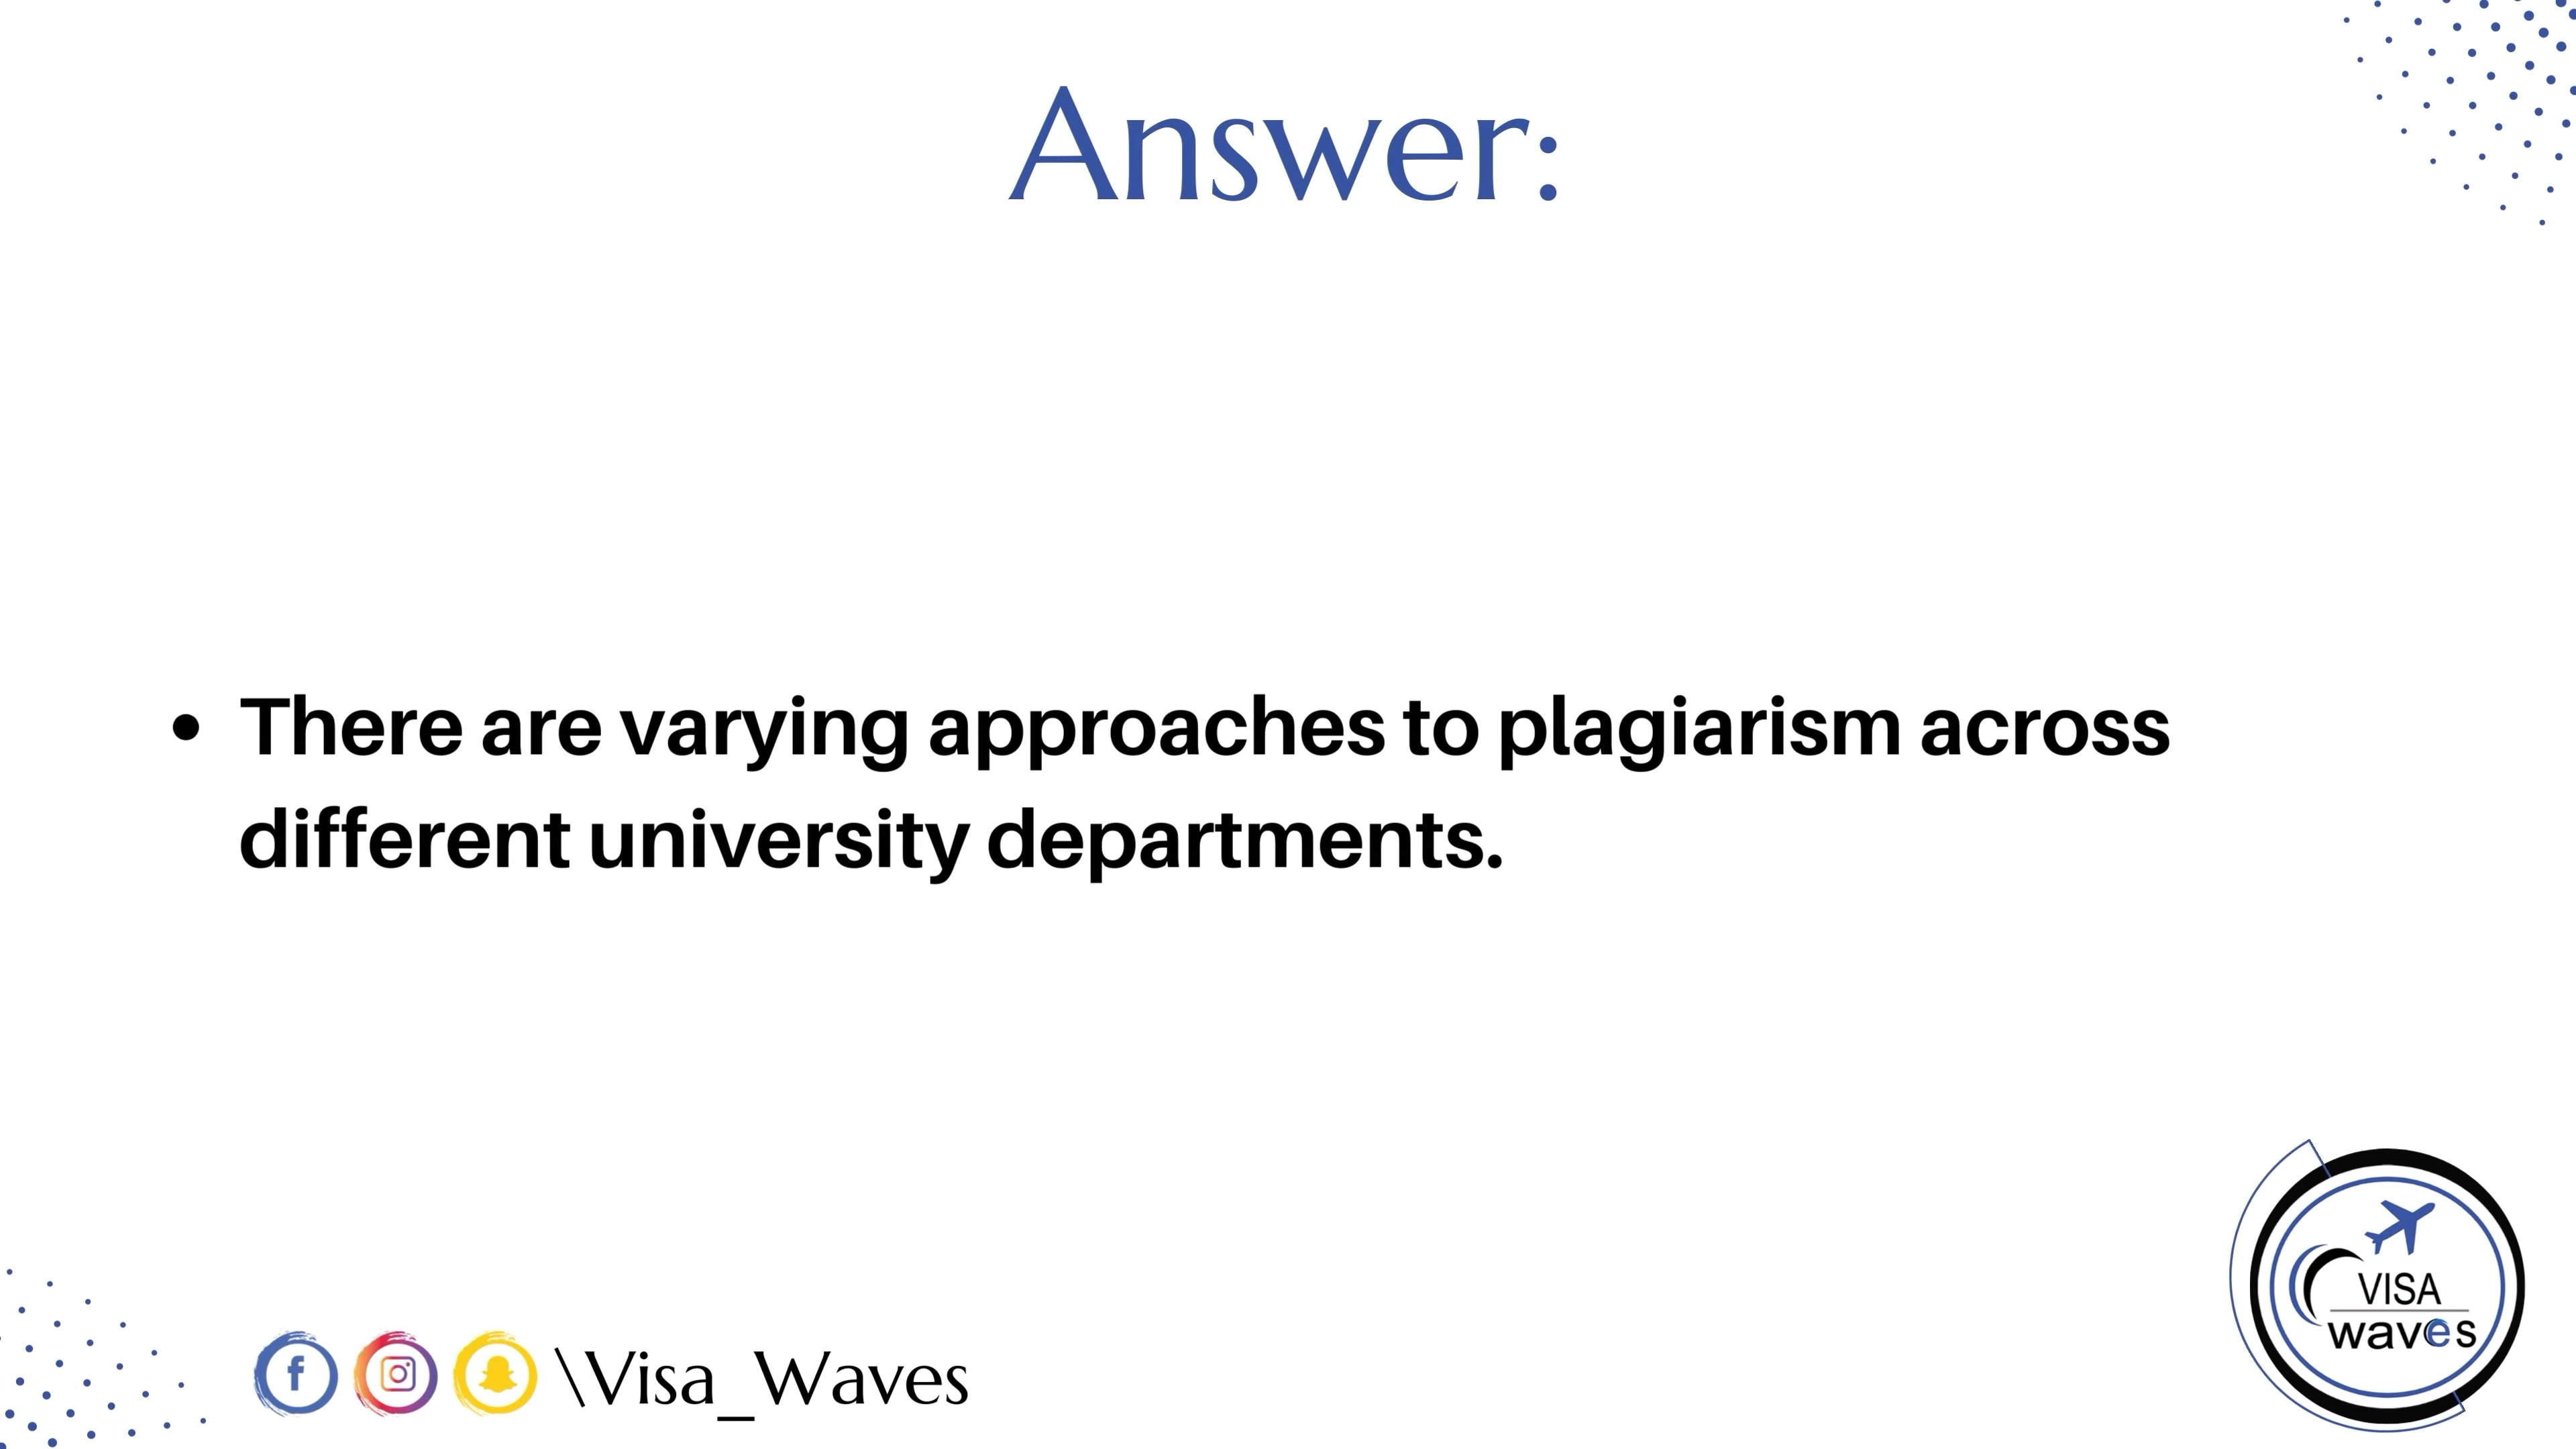 Answer:
• There are varying approaches to plagiarism across
different university departments.
\Visa_Waves
VISA
waves